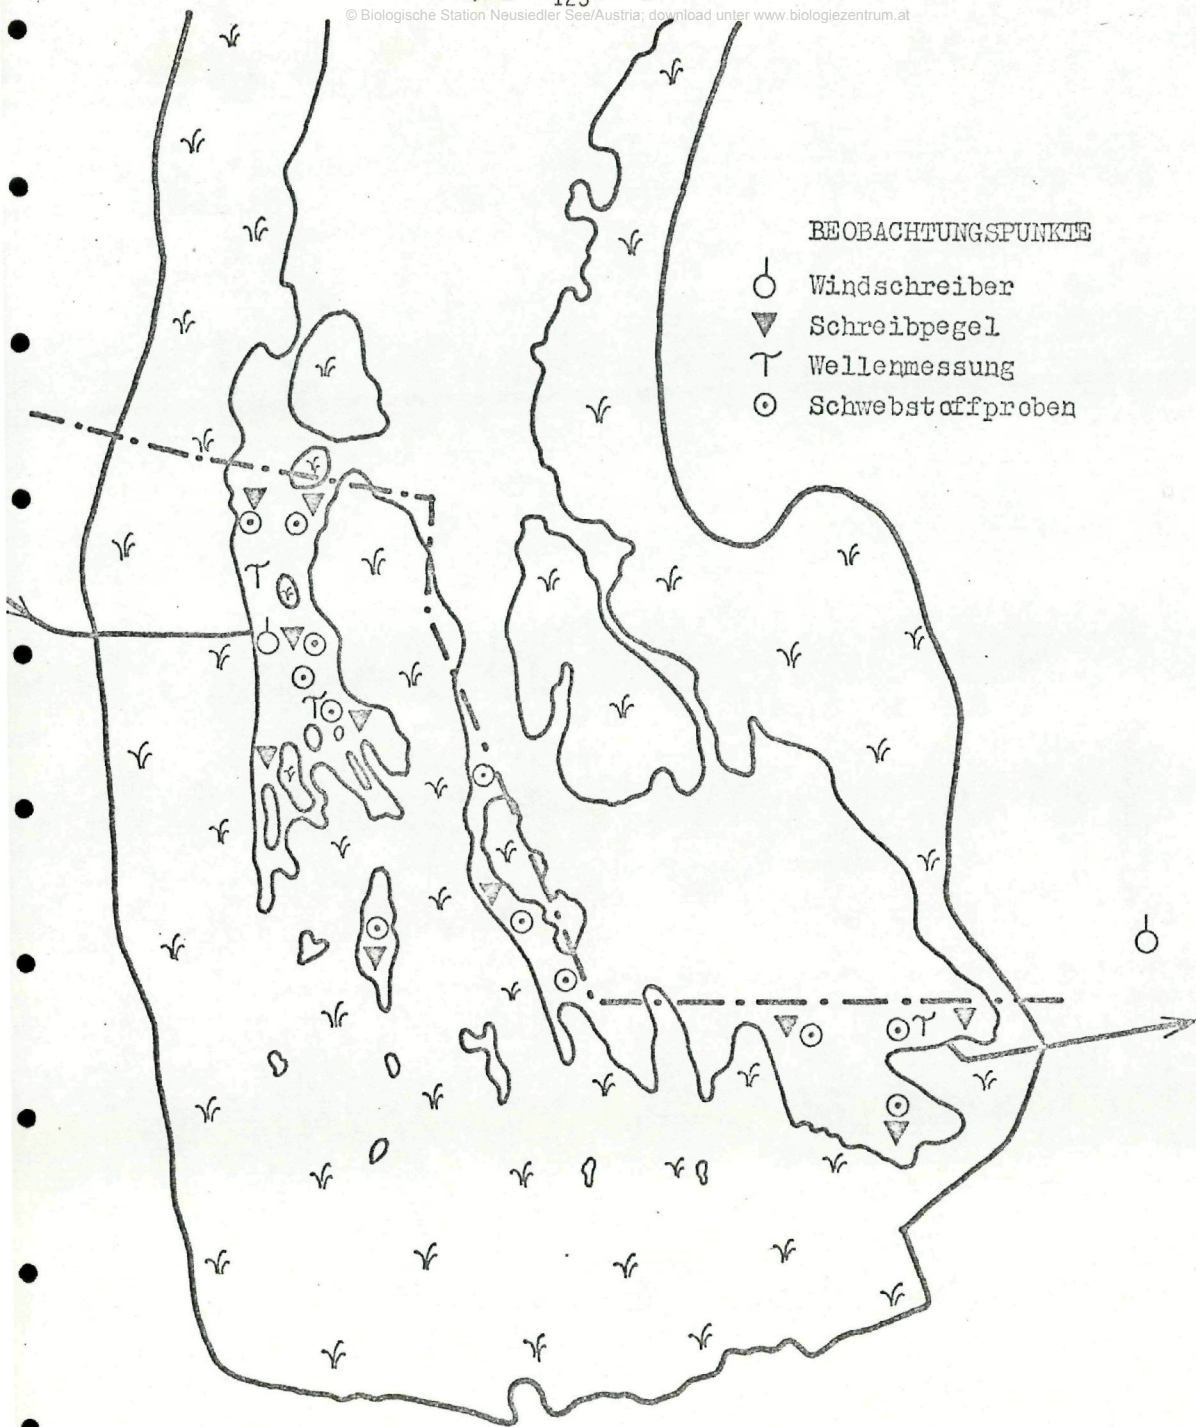 © Biologische Station Neusiedler See/Austria; download unter www.biologiezentrum.at
BEOBACHTUNGSPUNKTE
Windschreiber
Schreibpegel
Wellenmessung
Schwebstoffproben